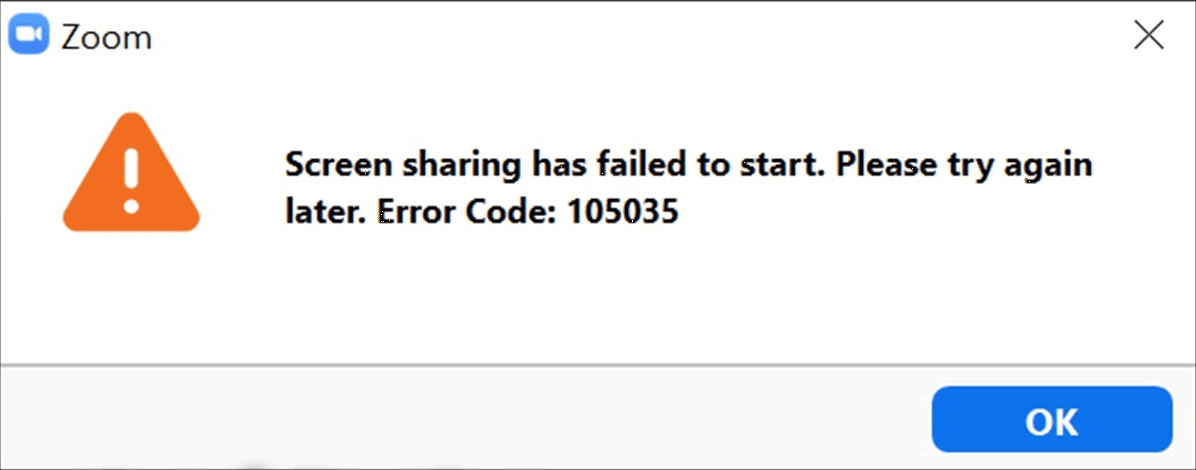 Zoom
Screen sharing has failed to start. Please try again
later. Error Code: 105035
OK